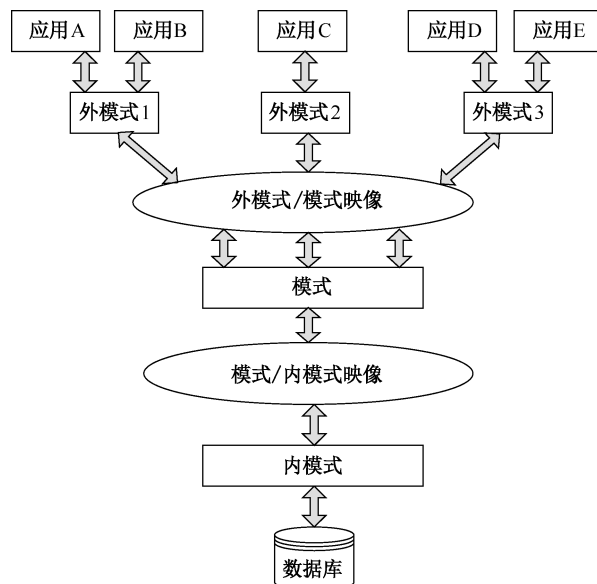 应用A 应用B 应用C 应用D 应用E
外模式1 外模式2 外模式3
外模式/模式映像
模式
模式/内模式映像
内模式
数据库